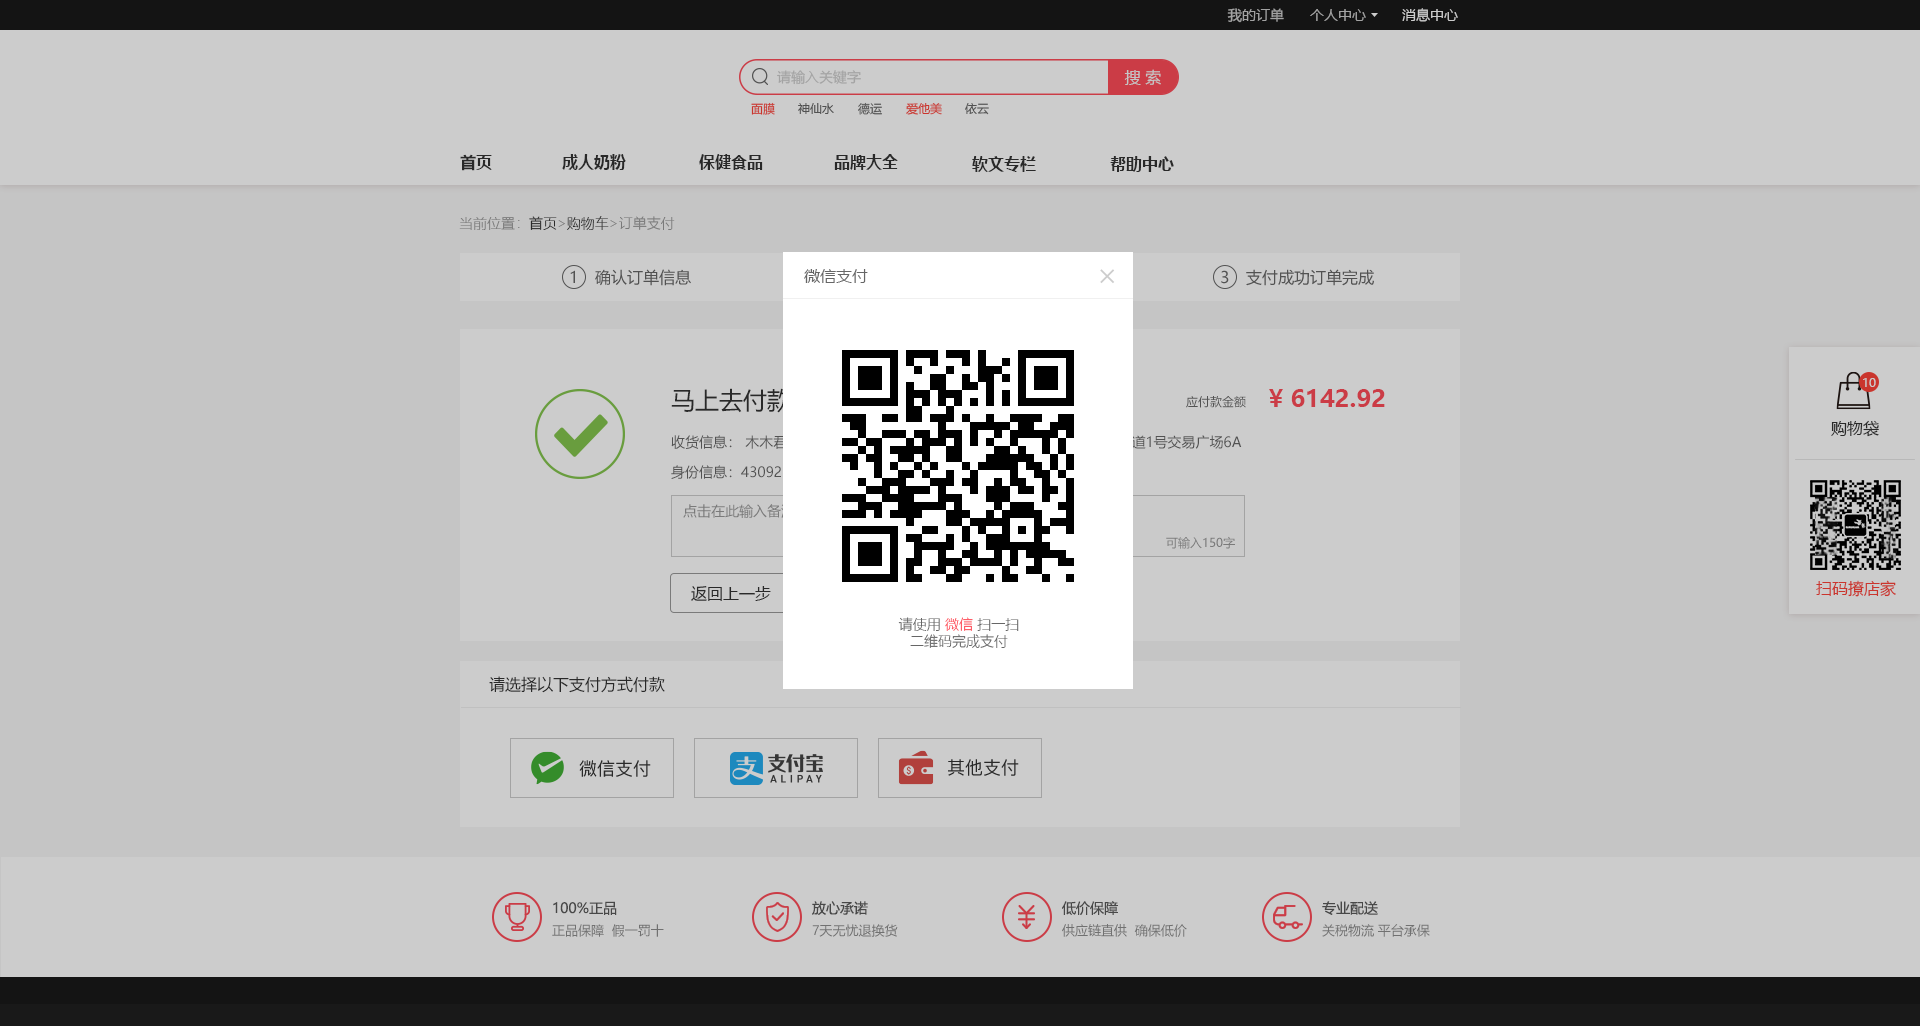 我的订单 个人中心 消息中心
请输入关键字 搜 索
面膜 神仙水 德运 爱他美 依云
首页 成人奶粉 保健食品 品牌大全 软文专栏 帮助中心
当前位置：首页>购物车>订单支付
1 确认订单信息
3 支付成功订单完成
微信支付
请使用 微信 扫一扫
二维码完成支付
马上去付款
应付款金额 ¥ 6142.92
收货信息： 木木君
道1号交易广场6A
身份信息：43092
点击在此输入备
可输入150字
返回上一步
请选择以下支付方式付款
微信支付
支付宝
ALIPAY
其他支付
10
购物袋
扫码撩店家
100%正品
正品保障 假一罚十
放心承诺
7天无忧退换货
低价保障
供应链直供 确保低价
专业配送
关税物流 平台承保